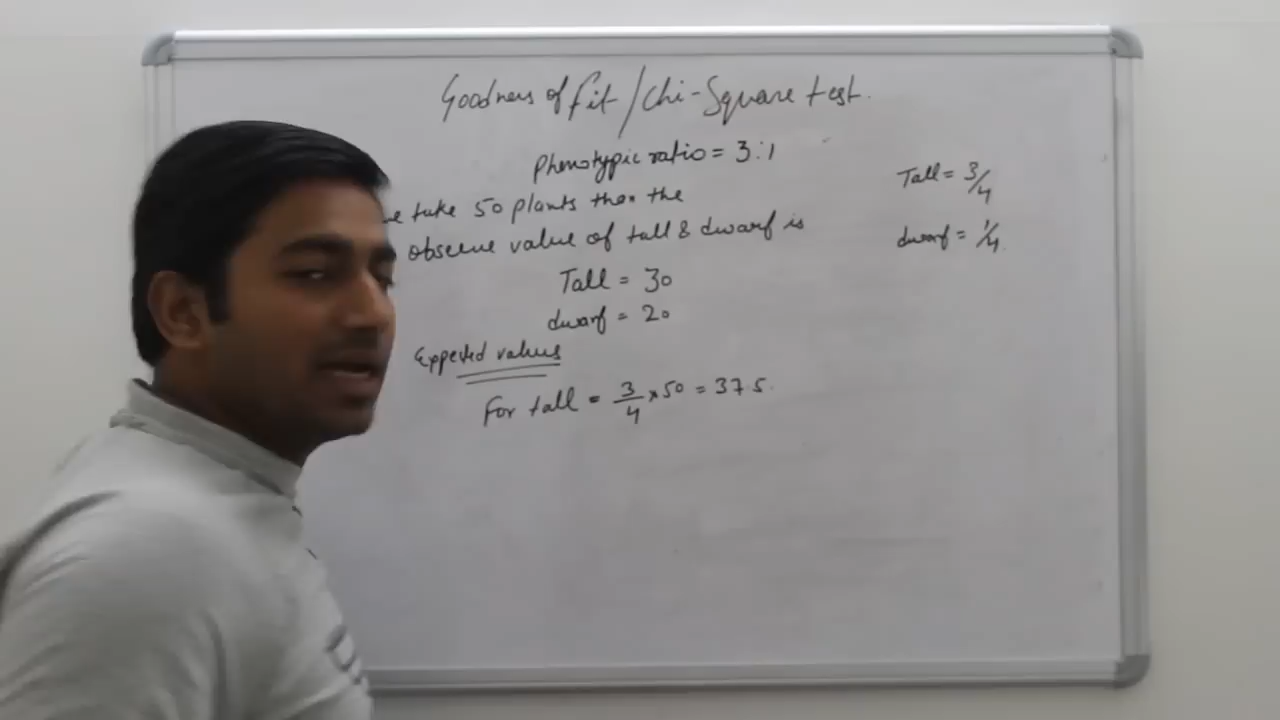 Goodness of fit / Chi-Square test.
Phenotypic ratio = 3:1
take 50 plants then the
observe value of tall & dwarf is
Tall = 30
dwarf = 20
Expected values
For tall = 3/4 × 50 = 37.5
Tall = 3/4
dwarf = 1/4